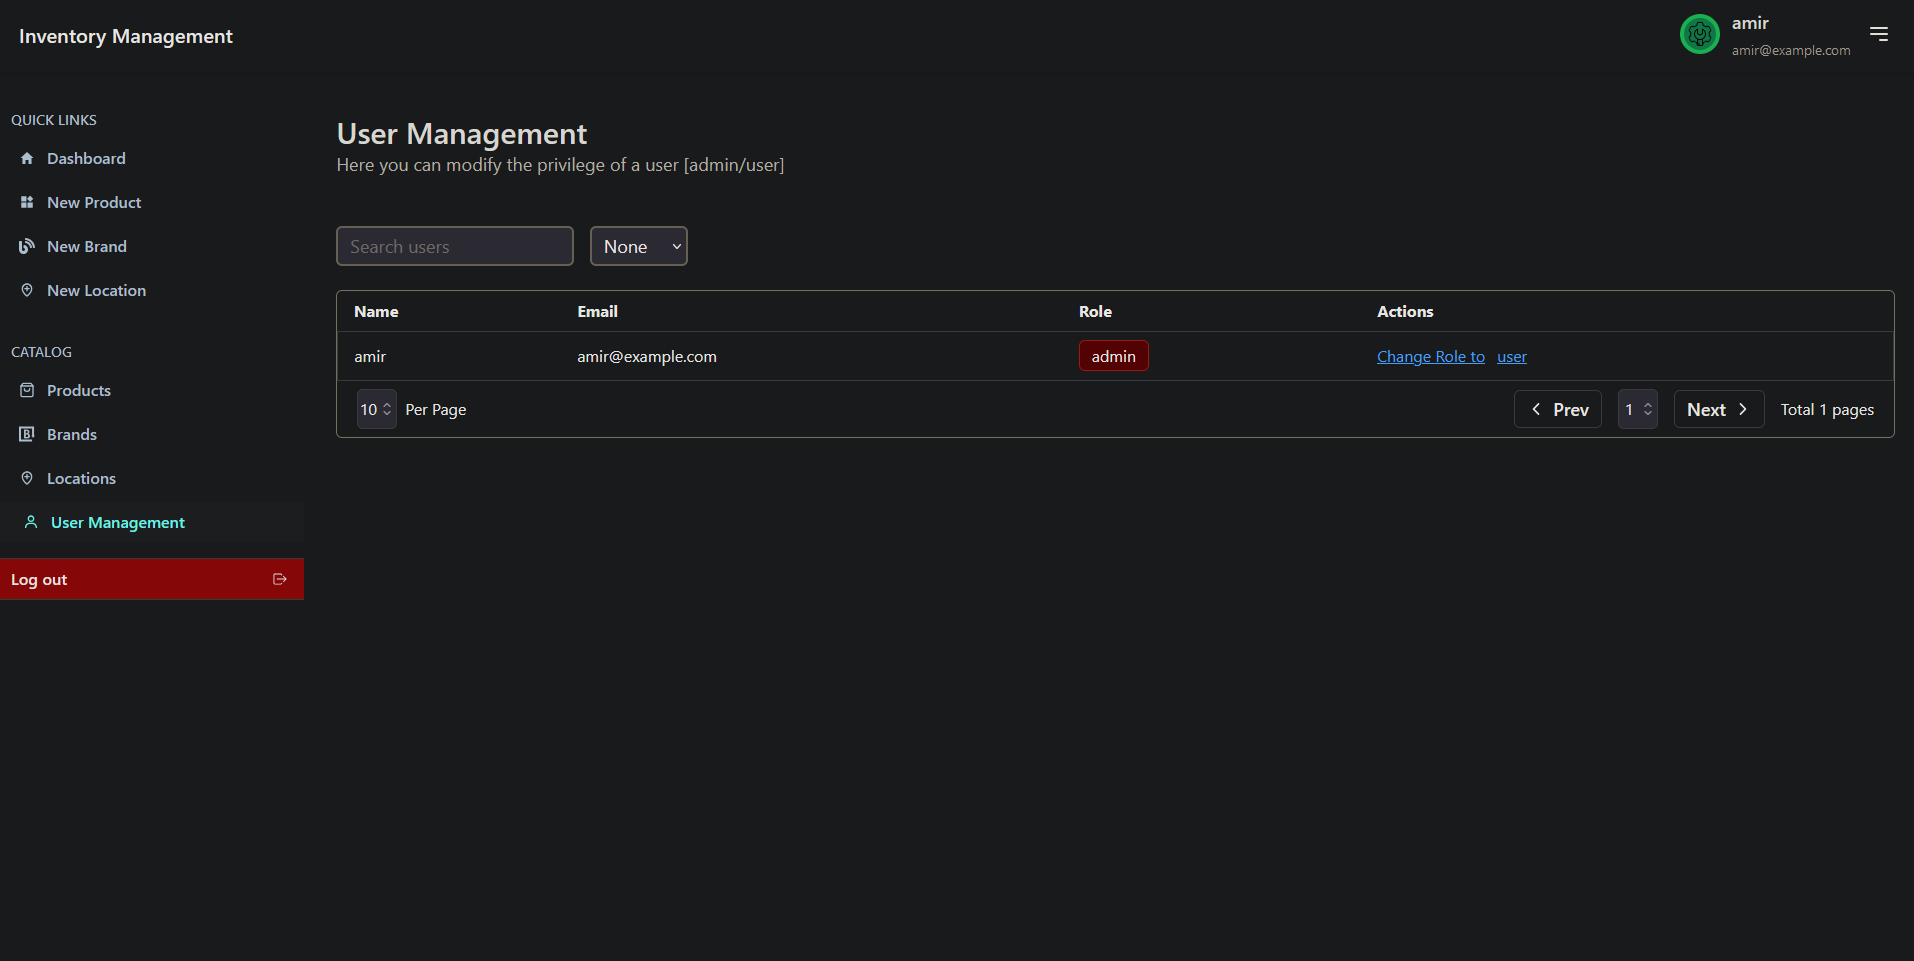 Inventory Management
amir
amir@example.com
QUICK LINKS
Dashboard
New Product
New Brand
New Location
CATALOG
Products
Brands
Locations
User Management
Log out
User Management
Here you can modify the privilege of a user [admin/user]
Search users None
Name Email Role Actions
amir amir@example.com admin Change Role to user
10 Per Page Prev 1 Next Total 1 pages